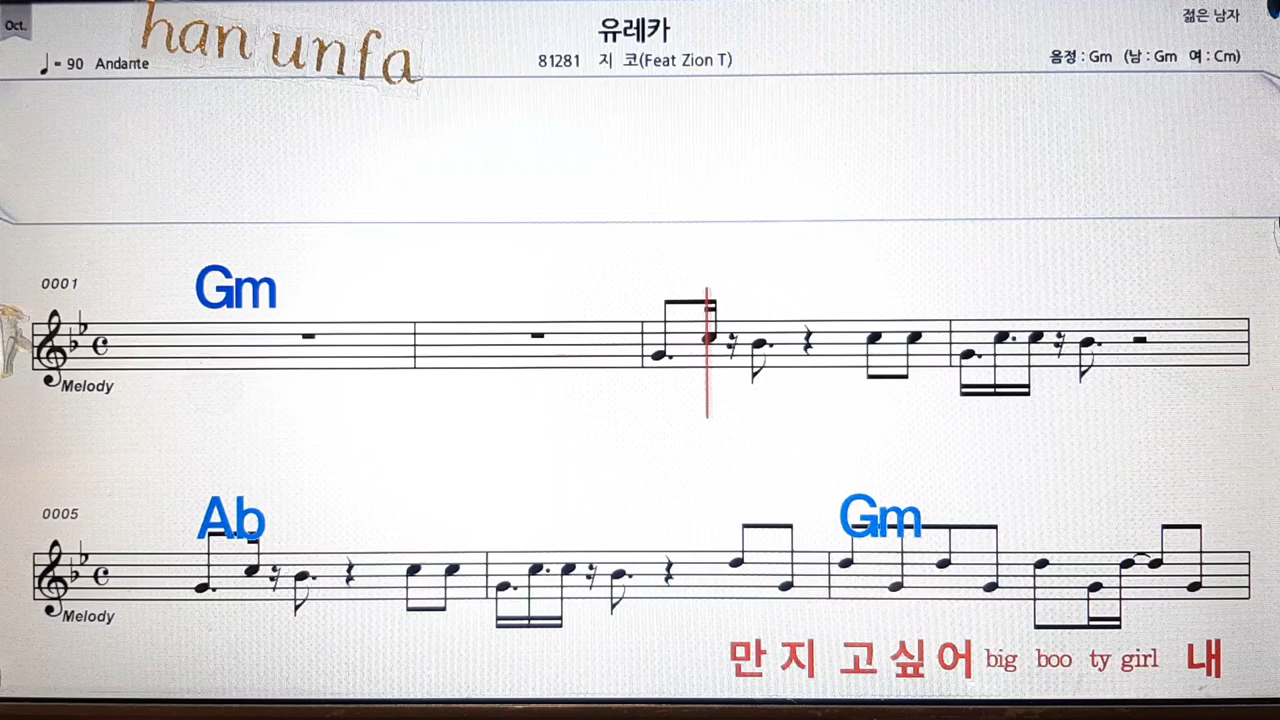 Oct.
han unfa
유레카
젊은 남자
♩= 90 Andante
81281 지 코(Feat Zion T)
음정 : Gm (남 : Gm 여 : Cm)
0001
Gm
Melody
0005
Ab
Gm
Melody
만 지 고 싶 어 big boo ty girl 내